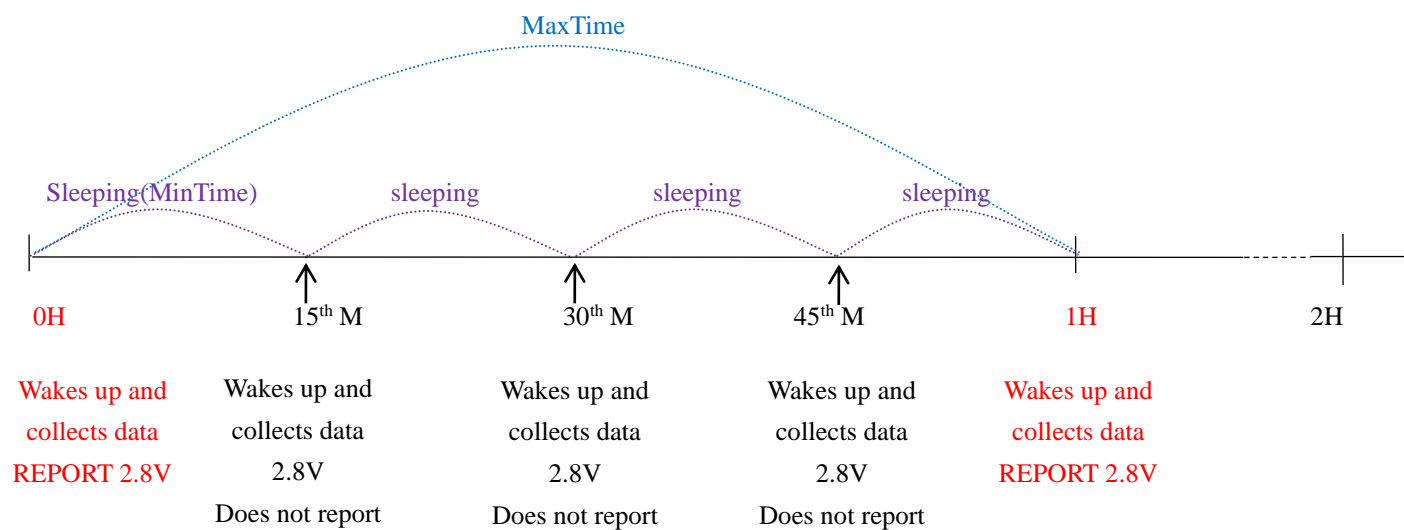 MaxTime
Sleeping(MinTime)
sleeping
sleeping
sleeping
0H
15th M
30th M
45th M
1H
2H
Wakes up and
collects data
REPORT 2.8V
Wakes up and
collects data
2.8V
Does not report
Wakes up and
collects data
2.8V
Does not report
Wakes up and
collects data
2.8V
Does not report
Wakes up and
collects data
REPORT 2.8V